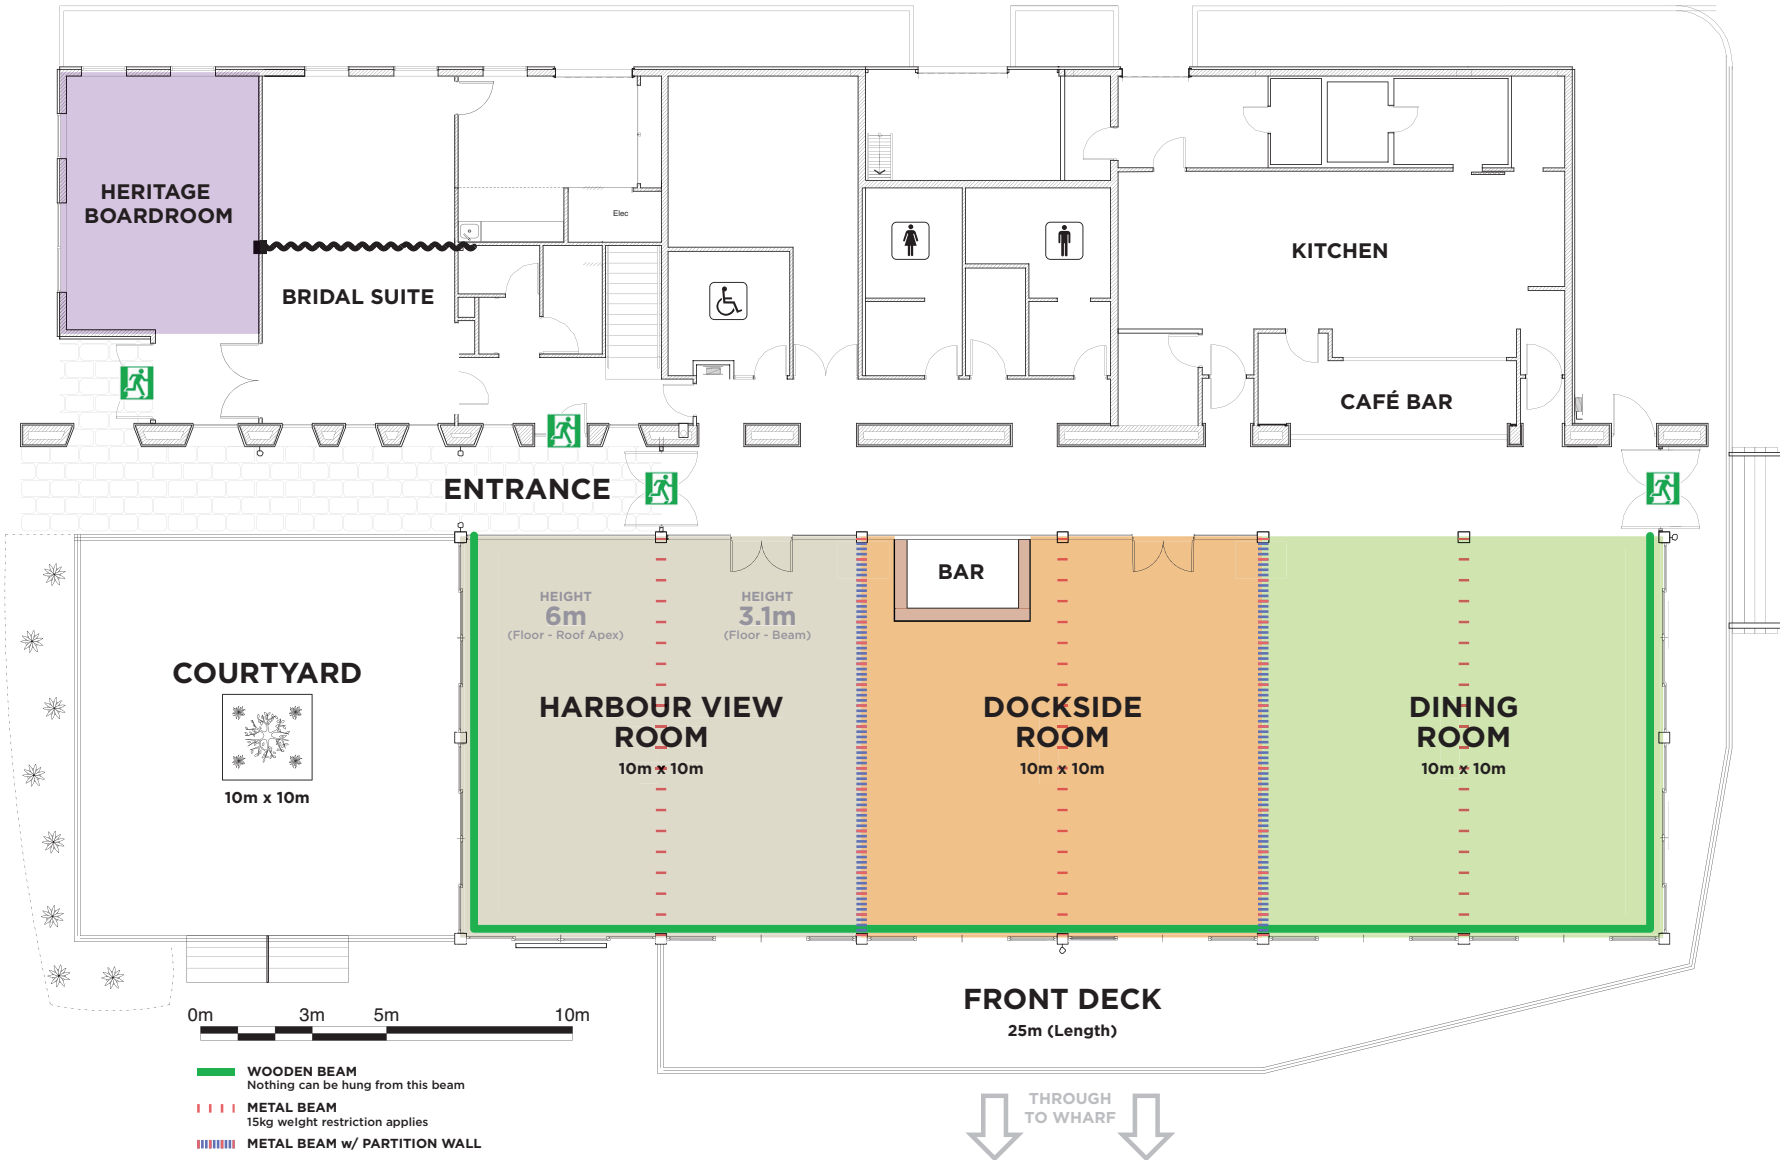 HERITAGE
BOARDROOM
BRIDAL SUITE
Elec
KITCHEN
CAFÉ BAR
ENTRANCE
BAR
HEIGHT
6m
(Floor - Roof Apex)
HEIGHT
3.1m
(Floor - Beam)
COURTYARD
10m x 10m
HARBOUR VIEW
ROOM
10m x 10m
DOCKSIDE
ROOM
10m x 10m
DINING
ROOM
10m x 10m
FRONT DECK
25m (Length)
0m 3m 5m 10m
WOODEN BEAM
Nothing can be hung from this beam
METAL BEAM
15kg weight restriction applies
METAL BEAM w/ PARTITION WALL
THROUGH
TO WHARF